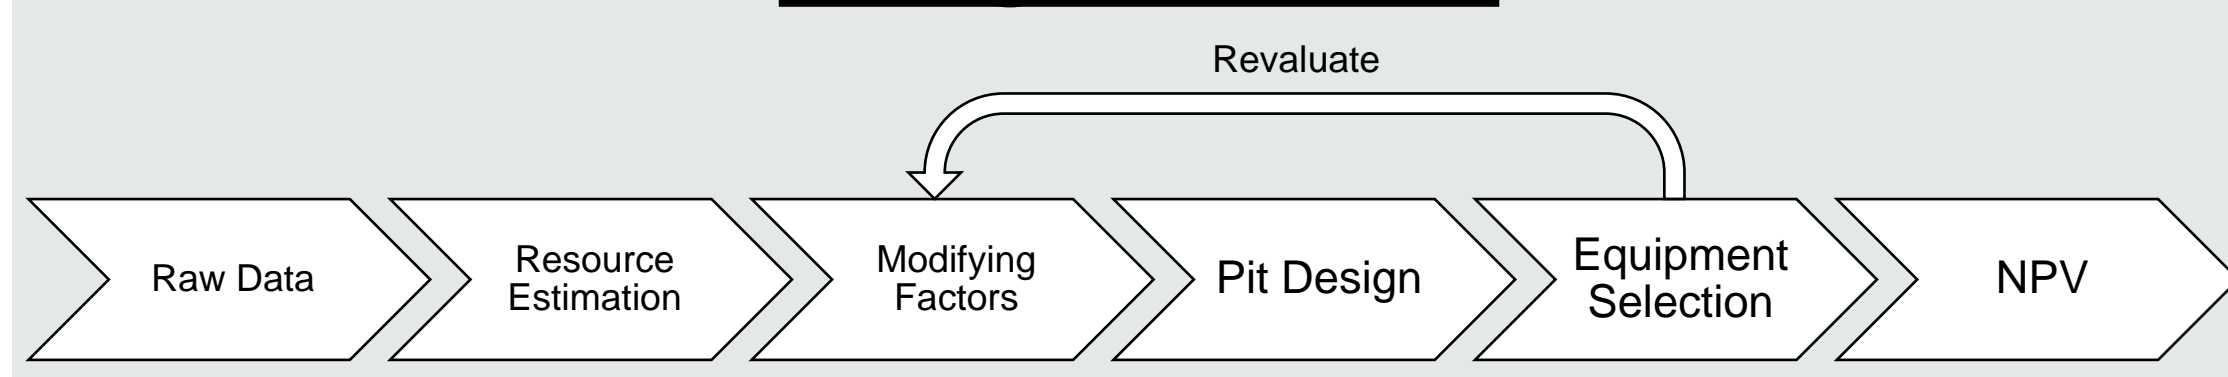 Revaluate
Raw Data
Resource
Estimation
Modifying
Factors
Pit Design
Equipment
Selection
NPV